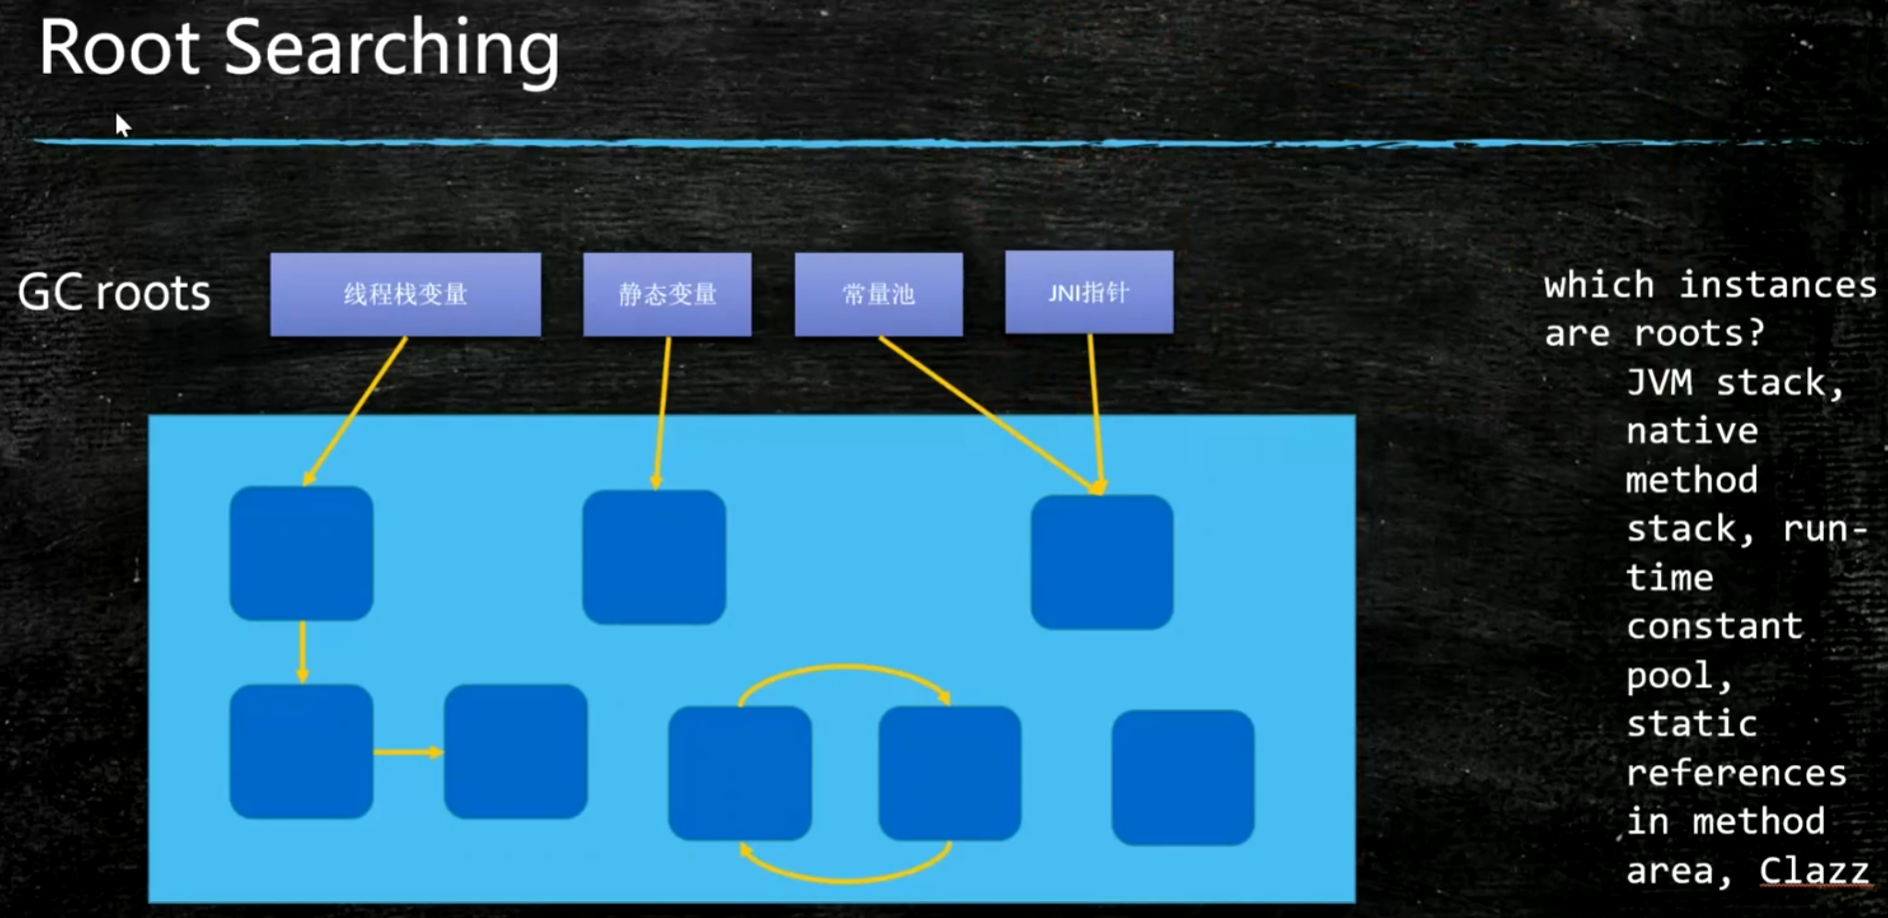 Root Searching
GC roots
线程栈变量
静态变量
常量池
JNI指针
which instances
are roots?
JVM stack,
native
method
stack, run-
time
constant
pool,
static
references
in method
area, Clazz